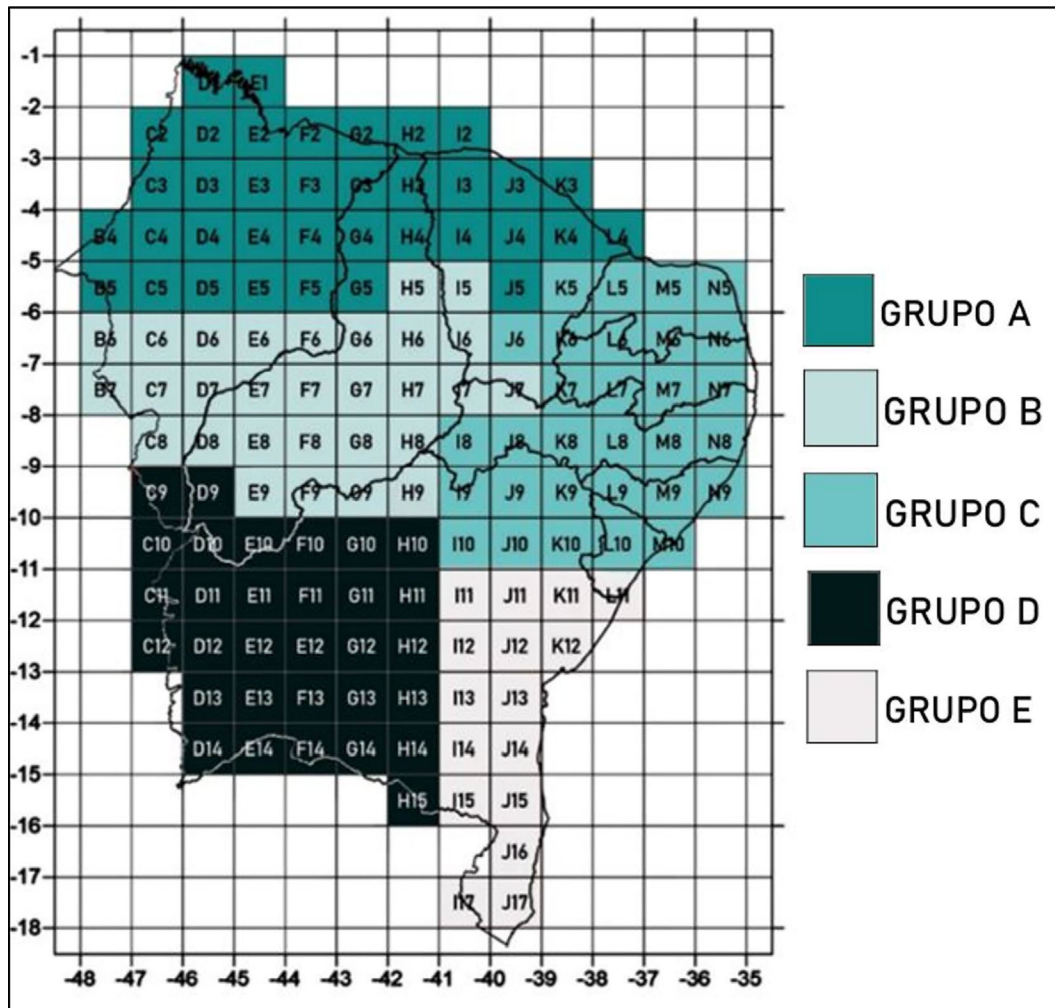 -1
D1 E1
-2
C2 D2 E2 F2 G2 H2 I2
-3
C3 D3 E3 F3 G3 H3 I3 J3 K3
-4
B4 C4 D4 E4 F4 G4 H4 I4 J4 K4 L4
-5
B5 C5 D5 E5 F5 G5 H5 I5 J5 K5 L5 M5 N5
-6
B6 C6 D6 E6 F6 G6 H6 I6 J6 K6 L6 M6 N6
-7
B7 C7 D7 E7 F7 G7 H7 I7 J7 K7 L7 M7 N7
-8
C8 D8 E8 F8 G8 H8 I8 J8 K8 L8 M8 N8
-9
C9 D9 E9 F9 G9 H9 I9 J9 K9 L9 M9 N9
-10
C10 D10 E10 F10 G10 H10 I10 J10 K10 L10 M10
-11
C11 D11 E11 F11 G11 H11 I11 J11 K11 L11
-12
C12 D12 E12 E12 G12 H12 I12 J12 K12
-13
D13 E13 F13 G13 H13 I13 J13
-14
D14 E14 F14 G14 H14 I14 J14
-15
H15 I15 J15
-16
J16
-17
I17 J17
-18
-48 -47 -46 -45 -44 -43 -42 -41 -40 -39 -38 -37 -36 -35
GRUPO A
GRUPO B
GRUPO C
GRUPO D
GRUPO E